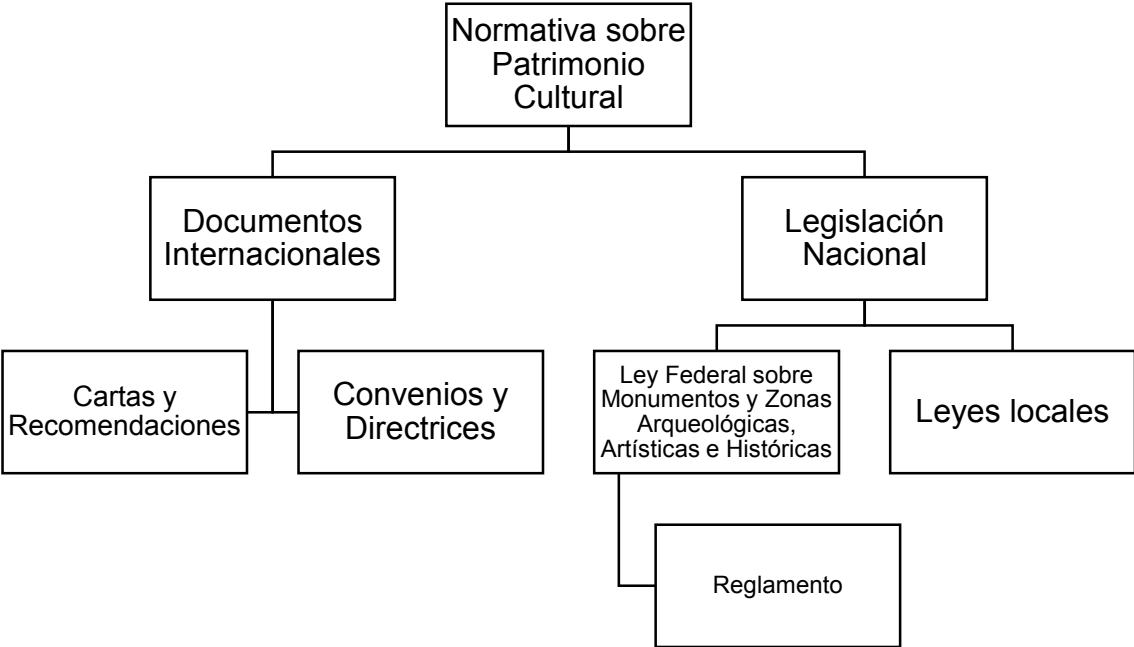 Normativa sobre
Patrimonio
Cultural
Documentos
Internacionales
Legislación
Nacional
Cartas y
Recomendaciones
Convenios y
Directrices
Ley Federal sobre
Monumentos y Zonas
Arqueológicas,
Artísticas e Históricas
Leyes locales
Reglamento